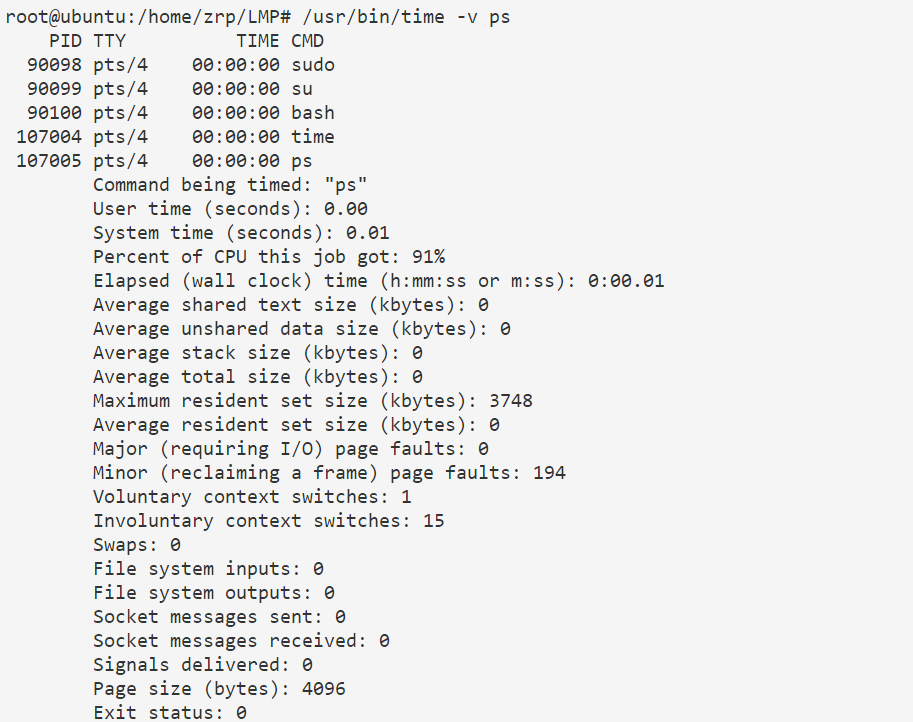 root@ubuntu:/home/zrp/LMP# /usr/bin/time -v ps
    PID TTY          TIME CMD
  90098 pts/4    00:00:00 sudo
  90099 pts/4    00:00:00 su
  90100 pts/4    00:00:00 bash
 107004 pts/4    00:00:00 time
 107005 pts/4    00:00:00 ps
        Command being timed: "ps"
        User time (seconds): 0.00
        System time (seconds): 0.01
        Percent of CPU this job got: 91%
        Elapsed (wall clock) time (h:mm:ss or m:ss): 0:00.01
        Average shared text size (kbytes): 0
        Average unshared data size (kbytes): 0
        Average stack size (kbytes): 0
        Average total size (kbytes): 0
        Maximum resident set size (kbytes): 3748
        Average resident set size (kbytes): 0
        Major (requiring I/O) page faults: 0
        Minor (reclaiming a frame) page faults: 194
        Voluntary context switches: 1
        Involuntary context switches: 15
        Swaps: 0
        File system inputs: 0
        File system outputs: 0
        Socket messages sent: 0
        Socket messages received: 0
        Signals delivered: 0
        Page size (bytes): 4096
        Exit status: 0